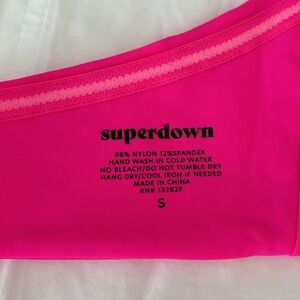 superdown
88% NYLON 12%SPANDEX
HAND WASH IN COLD WATER
NO BLEACH/DO NOT TUMBLE DRY
HANG DRY/COOL IRON IF NEEDED
MADE IN CHINA
RN# 132829
S